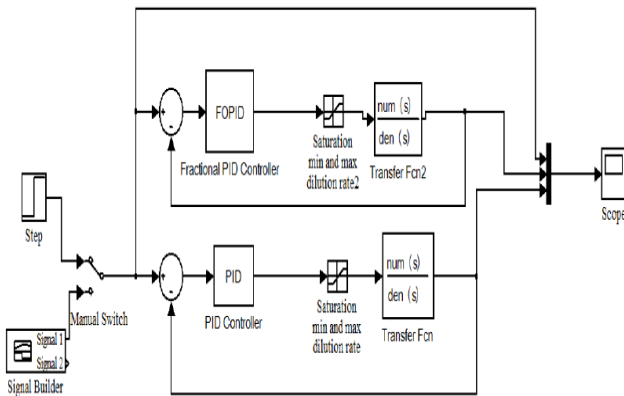 FOPID
Fractional PID Controller
Saturation
min and max
dilution rate2
num (s)
den (s)
Transfer Fcn2
Scope
Step
Manual Switch
Signal 1
Signal 2
Signal Builder
PID
PID Controller
Saturation
min and max
dilution rate
num (s)
den (s)
Transfer Fcn